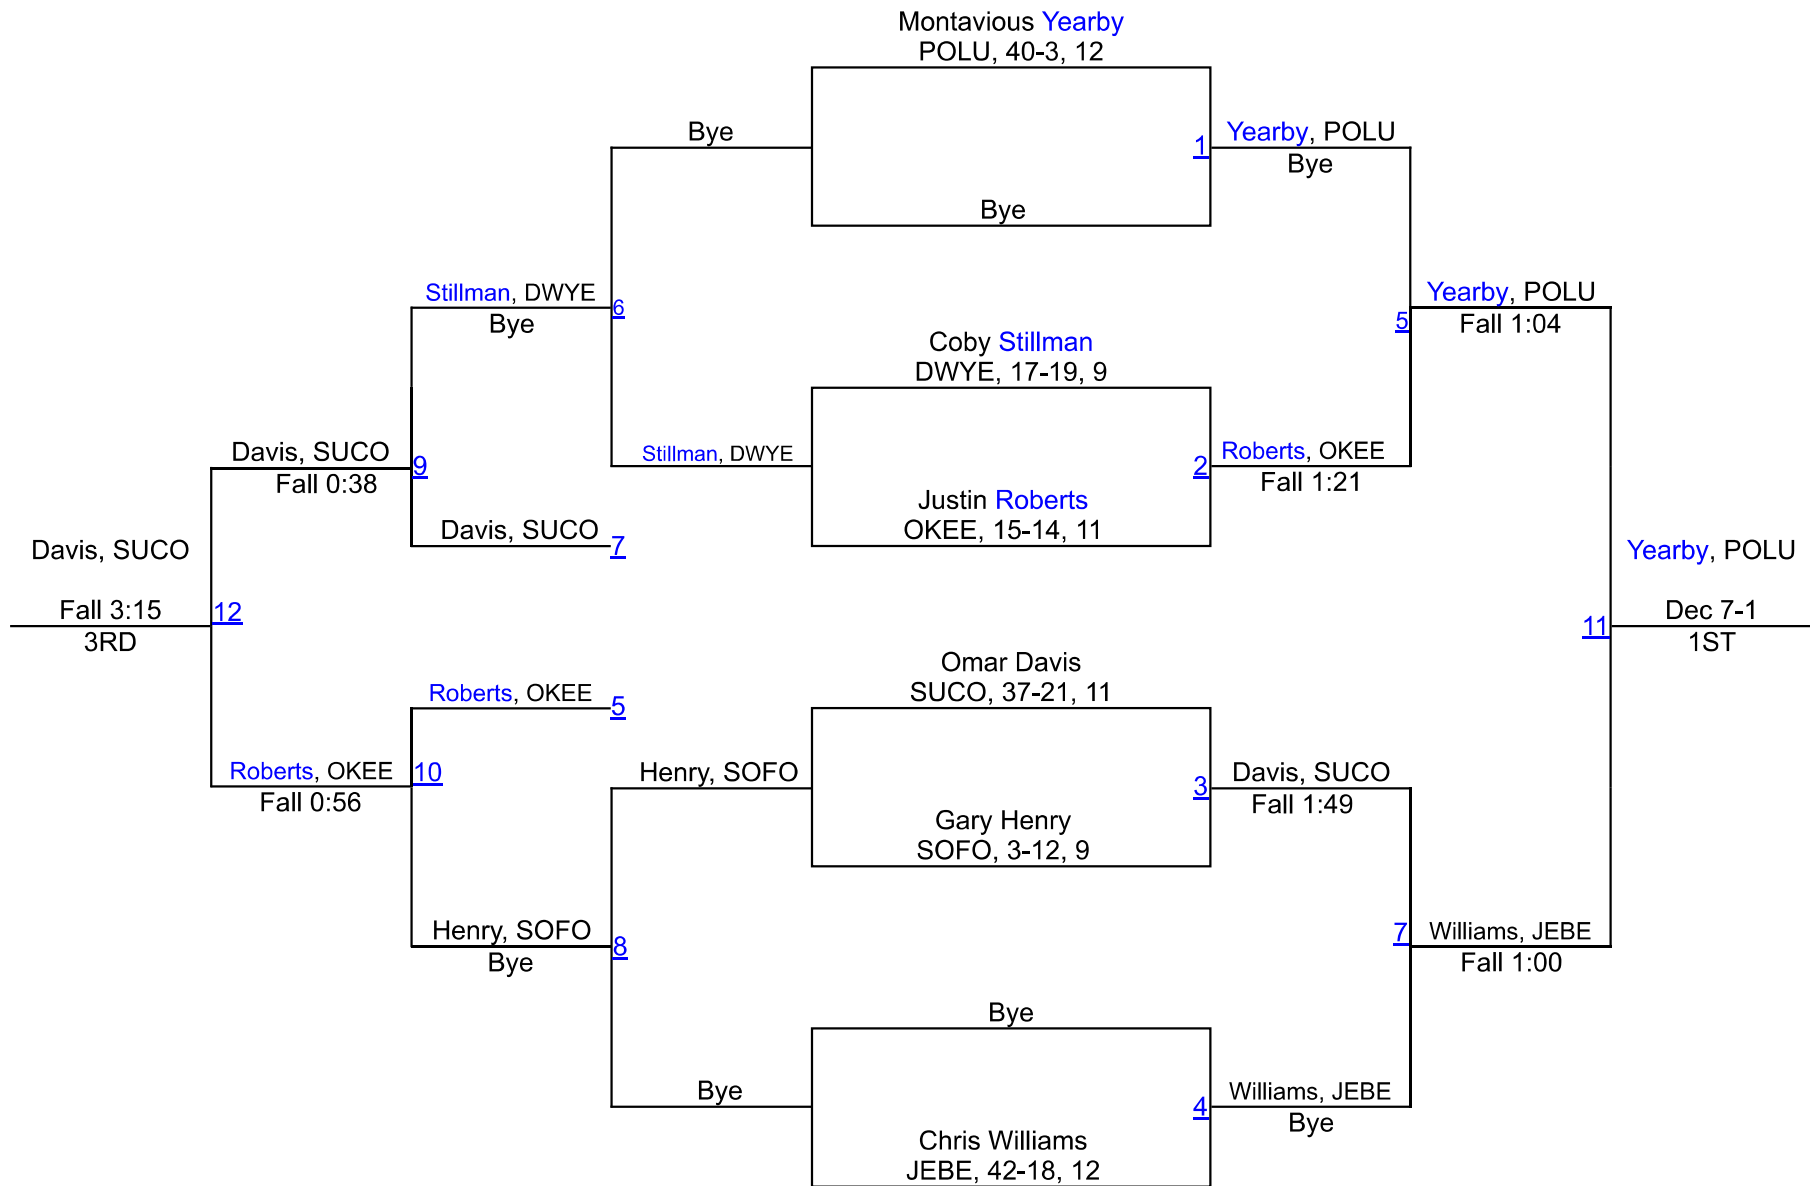 Montavious Yearby
POLU, 40-3, 12
Bye
1
Yearby, POLU
Bye
Bye
Stillman, DWYE
Bye
6
Yearby, POLU
Fall 1:04
5
Coby Stillman
DWYE, 17-19, 9
Davis, SUCO
Fall 0:38
9
Stillman, DWYE
2
Roberts, OKEE
Fall 1:21
Justin Roberts
OKEE, 15-14, 11
Davis, SUCO
7
Davis, SUCO
Fall 3:15
3RD
12
Yearby, POLU
Dec 7-1
1ST
11
Omar Davis
SUCO, 37-21, 11
Roberts, OKEE
5
Roberts, OKEE
Fall 0:56
10
Henry, SOFO
3
Davis, SUCO
Fall 1:49
Gary Henry
SOFO, 3-12, 9
Henry, SOFO
Bye
8
7
Williams, JEBE
Fall 1:00
Bye
Bye
4
Williams, JEBE
Bye
Chris Williams
JEBE, 42-18, 12